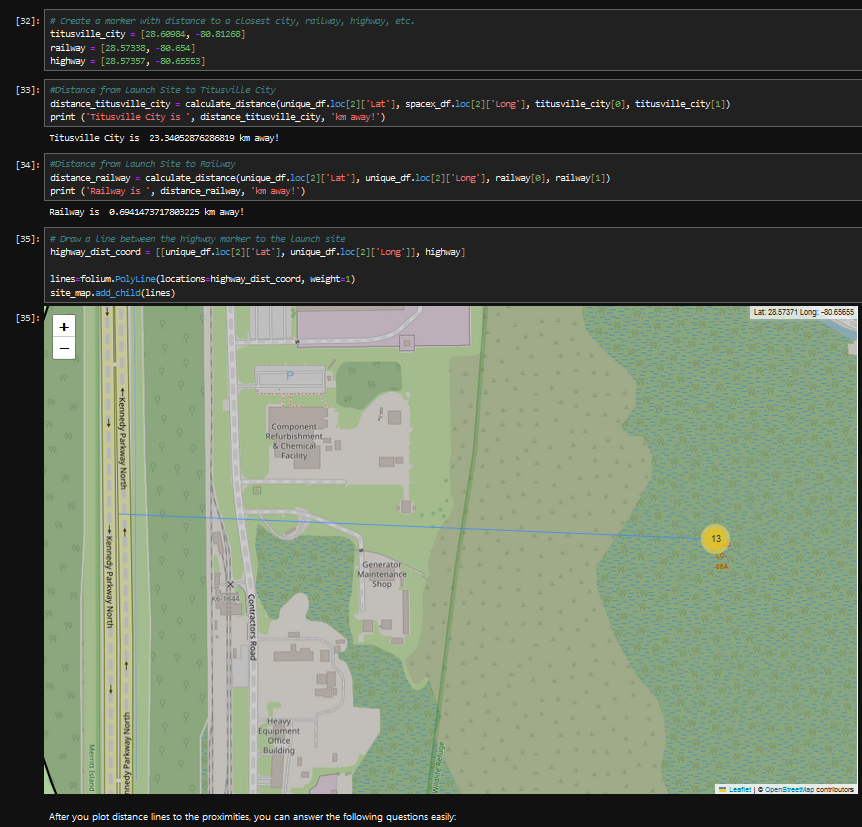 [32]:
# Create a marker with distance to a closest city, railway, highway, etc.
titusville_city = [28.60984, -80.81268]
railway = [28.57338, -80.654]
highway = [28.57357, -80.65553]
[33]:
#Distance from Launch Site to Titusville City
distance_titusville_city = calculate_distance(unique_df.loc[2]['Lat'], spacex_df.loc[2]['Long'], titusville_city[0], titusville_city[1])
print ('Titusville City is ', distance_titusville_city, 'km away!')
Titusville City is  23.34052876286819 km away!
[34]:
#Distance from Launch Site to Railway
distance_railway = calculate_distance(unique_df.loc[2]['Lat'], unique_df.loc[2]['Long'], railway[0], railway[1])
print ('Railway is ', distance_railway, 'km away!')
Railway is  0.6941473717803225 km away!
[35]:
# Draw a line between the highway marker to the launch site
highway_dist_coord = [[unique_df.loc[2]['Lat'], unique_df.loc[2]['Long']], highway]
lines=folium.PolyLine(locations=highway_dist_coord, weight=1)
site_map.add_child(lines)
[35]:
+
−
Lat: 28.57371 Long: -80.65655
P
Kennedy Parkway North
Component
Refurbishment
& Chemical
Facility
13
LC-
39A
Kennedy Parkway North
Generator
Maintenance
Shop
K6-1844
Contractors Road
Heavy
Equipment
Office
Building
Kennedy Parkway North
Merritt Island
Wildlife Refuge
Leaflet | © OpenStreetMap contributors
After you plot distance lines to the proximities, you can answer the following questions easily: